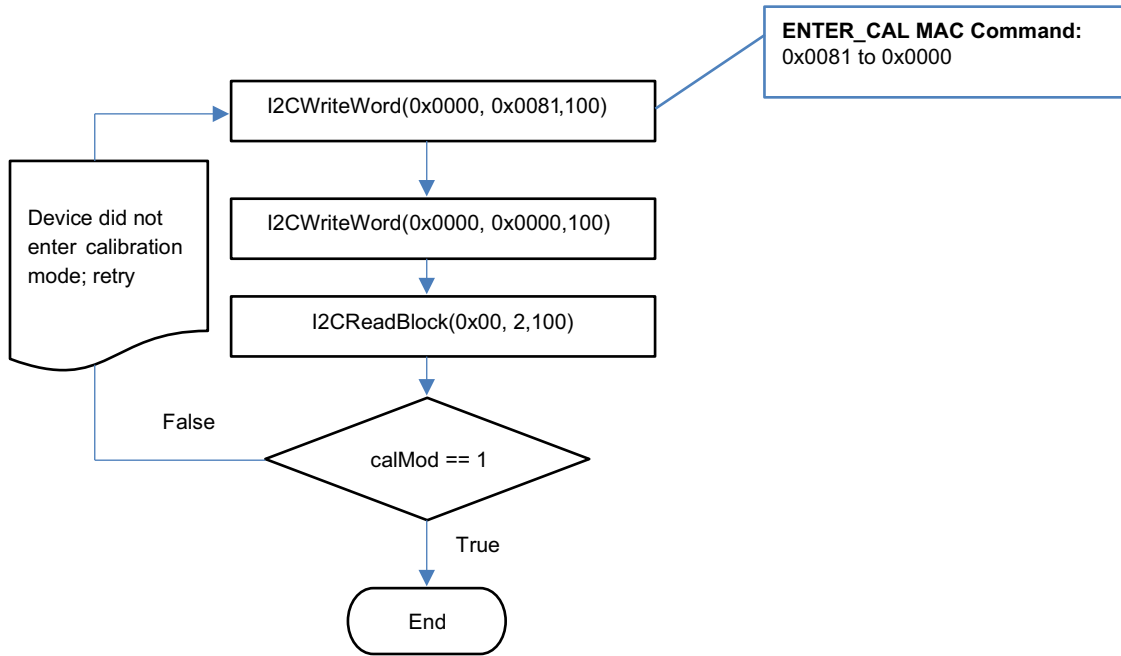 ENTER_CAL MAC Command:
0x0081 to 0x0000
I2CWriteWord(0x0000, 0x0081,100)
I2CWriteWord(0x0000, 0x0000,100)
Device did not
enter calibration
mode; retry
I2CReadBlock(0x00, 2,100)
False
calMod == 1
True
End